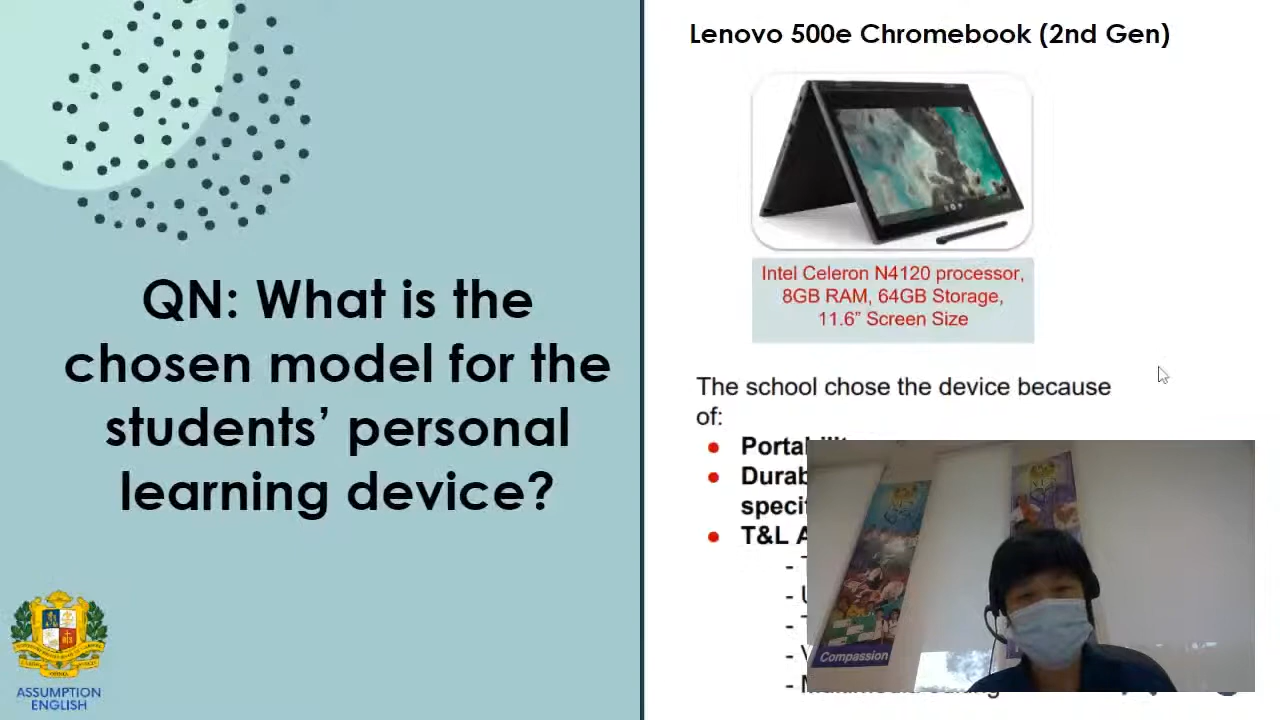 QN: What is the
chosen model for the
students’ personal
learning device?
ASSUMPTION
ENGLISH
Lenovo 500e Chromebook (2nd Gen)
Intel Celeron N4120 processor,
8GB RAM, 64GB Storage,
11.6” Screen Size
The school chose the device because
of:
T&L
Compassion